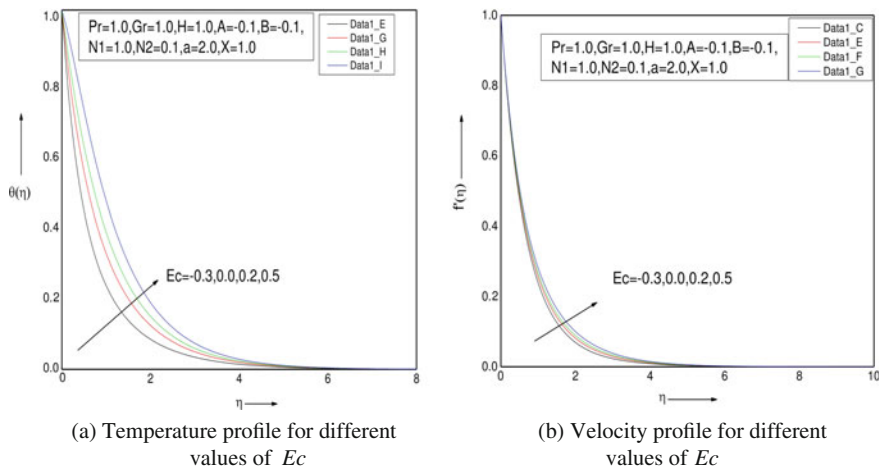 Pr=1.0,Gr=1.0,H=1.0,A=-0.1,B=-0.1,
N1=1.0,N2=0.1,a=2.0,X=1.0
Data1_E
Data1_G
Data1_H
Data1_I
1.0
0.8
0.6
0.4
0.2
0.0
θ(η)
Ec=-0.3,0.0,0.2,0.5
0
2
4
6
8
η
(a) Temperature profile for different
values of Ec
Pr=1.0,Gr=1.0,H=1.0,A=-0.1,B=-0.1,
N1=1.0,N2=0.1,a=2.0,X=1.0
Data1_C
Data1_E
Data1_F
Data1_G
1.0
0.8
0.6
0.4
0.2
0.0
f'(η)
Ec=-0.3,0.0,0.2,0.5
0
2
4
6
8
10
η
(b) Velocity profile for different
values of Ec